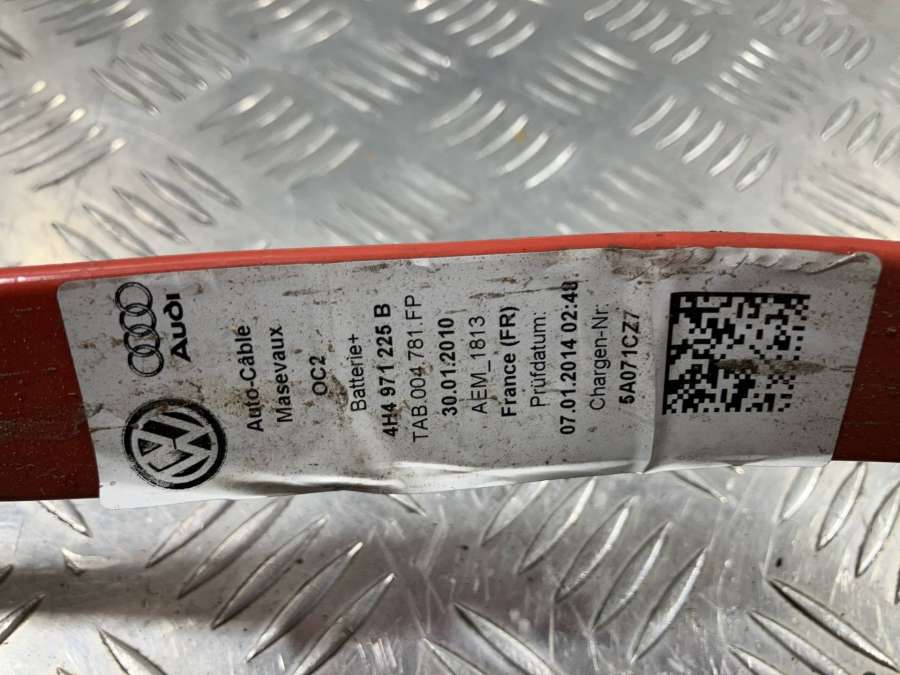 Audi
Auto-Câble
Masevaux
OC2
Batterie+
4H4 971 225 B
TAB.004.781.FP
30.01.2010
AEM_1813
France (FR)
Prüfdatum:
07.01.2014 02:48
Chargen-Nr:
5A071CZ7